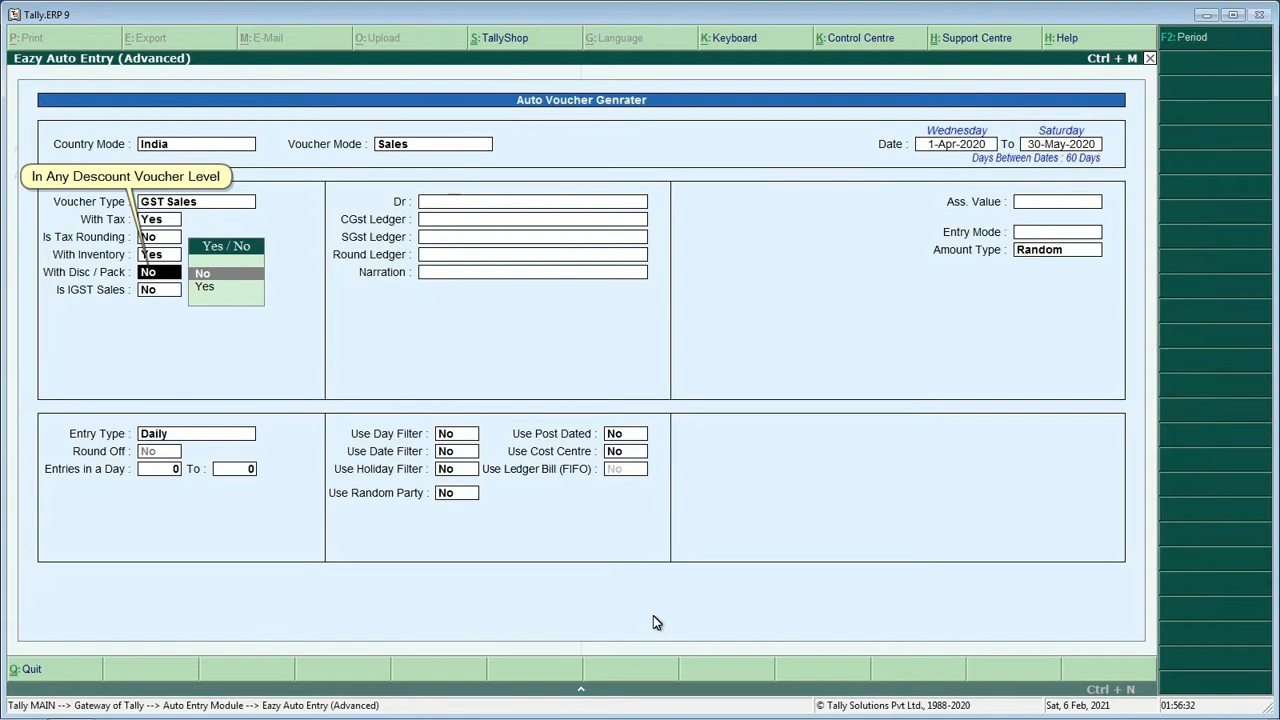 Tally.ERP 9
P: Print
E: Export
M: E-Mail
O: Upload
S: TallyShop
G: Language
K: Keyboard
K: Control Centre
H: Support Centre
H: Help
F2: Period
Eazy Auto Entry (Advanced)
Ctrl + M
Auto Voucher Genrater
Country Mode : India
Voucher Mode : Sales
Wednesday
Saturday
Date : 1-Apr-2020 To 30-May-2020
Days Between Dates : 60 Days
In Any Descount Voucher Level
Voucher Type : GST Sales
With Tax : Yes
Is Tax Rounding : No
With Inventory : Yes
With Disc / Pack : No
Is IGST Sales : No
Yes / No
No
Yes
Dr :
CGst Ledger :
SGst Ledger :
Round Ledger :
Narration :
Ass. Value :
Entry Mode :
Amount Type : Random
Entry Type : Daily
Round Off : No
Entries in a Day : 0 To : 0
Use Day Filter : No
Use Date Filter : No
Use Holiday Filter : No
Use Random Party : No
Use Post Dated : No
Use Cost Centre : No
Use Ledger Bill (FIFO) : No
Q: Quit
Ctrl + N
Tally MAIN --> Gateway of Tally --> Auto Entry Module --> Eazy Auto Entry (Advanced)
© Tally Solutions Pvt Ltd., 1988-2020
Sat, 6 Feb, 2021
01:56:32